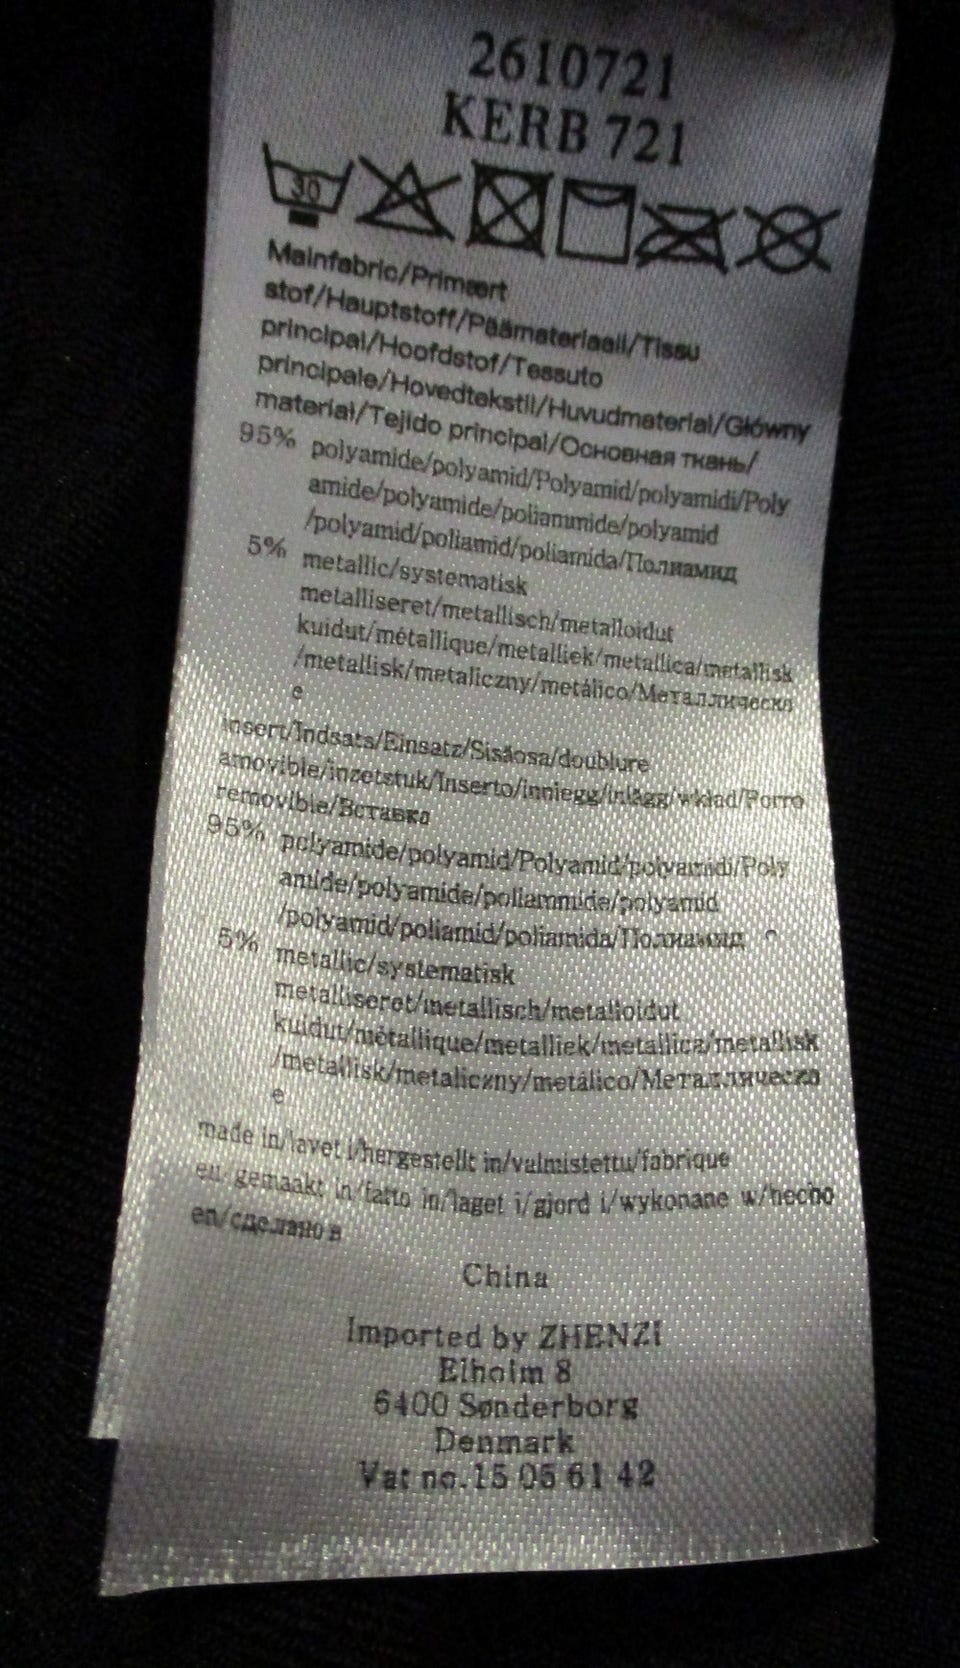 2610721
KERB 721
30
Mainfabric/Primært
stof/Hauptstoff/Päämateriaali/Tissu
principal/Hoofdstof/Tessuto
principale/Hovedtekstil/Huvudmaterial/Główny
materiał/Tejido principal/Основная ткань/
95% polyamide/polyamid/Polyamid/polyamidi/Poly
amide/polyamide/poliammide/polyamid
/polyamid/poliamid/poliamida/Полиамид
5% metallic/systematisk
metalliseret/metallisch/metalloidut
kuidut/métallique/metalliek/metallica/metallisk
/metallisk/metaliczny/metálico/Металлическо
е
insert/Indsats/Einsatz/Sisäosa/doublure
amovible/inzetstuk/Inserto/innlegg/inlägg/wkład/Forro
removible/Вставка
95% polyamide/polyamid/Polyamid/polyamidi/Poly
amide/polyamide/poliammide/polyamid
/polyamid/poliamid/poliamida/Полиамид
5% metallic/systematisk
metalliseret/metallisch/metalloidut
kuidut/métallique/metalliek/metallica/metallisk
/metallisk/metaliczny/metálico/Металлическо
е
made in/lavet i/hergestellt in/valmistettu/fabrique
en/gemaakt in/fatto in/laget i/gjord i/wykonane w/hecho
en/сделано в
China
Imported by ZHENZI
Elholm 8
6400 Sønderborg
Denmark
Vat no.15 05 61 42